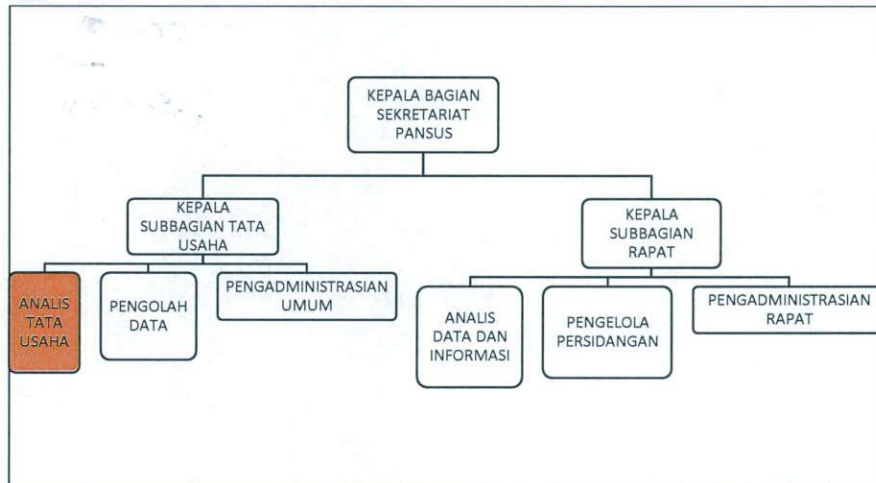 KEPALA BAGIAN
SEKRETARIAT
PANSUS
KEPALA
SUBBAGIAN TATA
USAHA
KEPALA
SUBBAGIAN
RAPAT
ANALIS
TATA
USAHA
PENGOLAH
DATA
PENGADMINISTRASIAN
UMUM
ANALIS
DATA DAN
INFORMASI
PENGELOLA
PERSIDANGAN
PENGADMINISTRASIAN
RAPAT